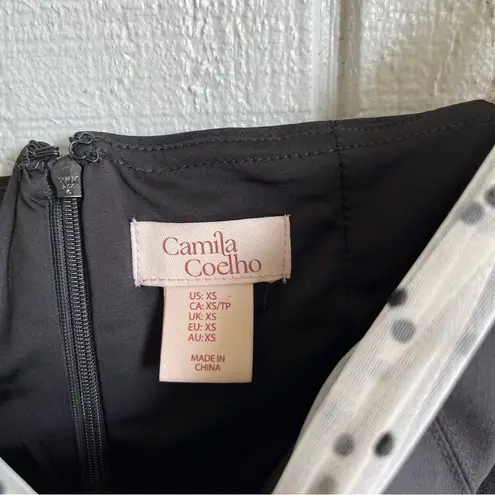 Camila
Coelho
US: XS
CA: XS/TP
UK: XS
EU: XS
AU: XS
MADE IN
CHINA